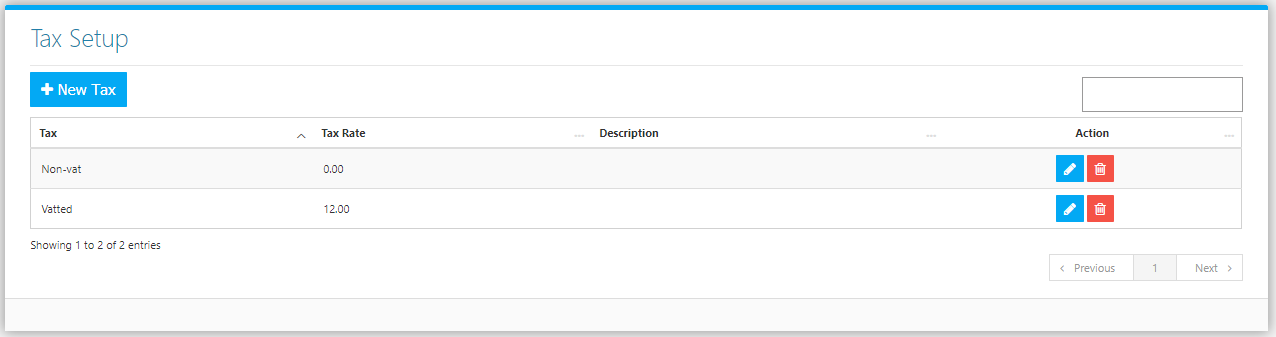 Tax Setup
New Tax
Tax Tax Rate Description Action
Non-vat 0.00
Vatted 12.00
Showing 1 to 2 of 2 entries
Previous 1 Next